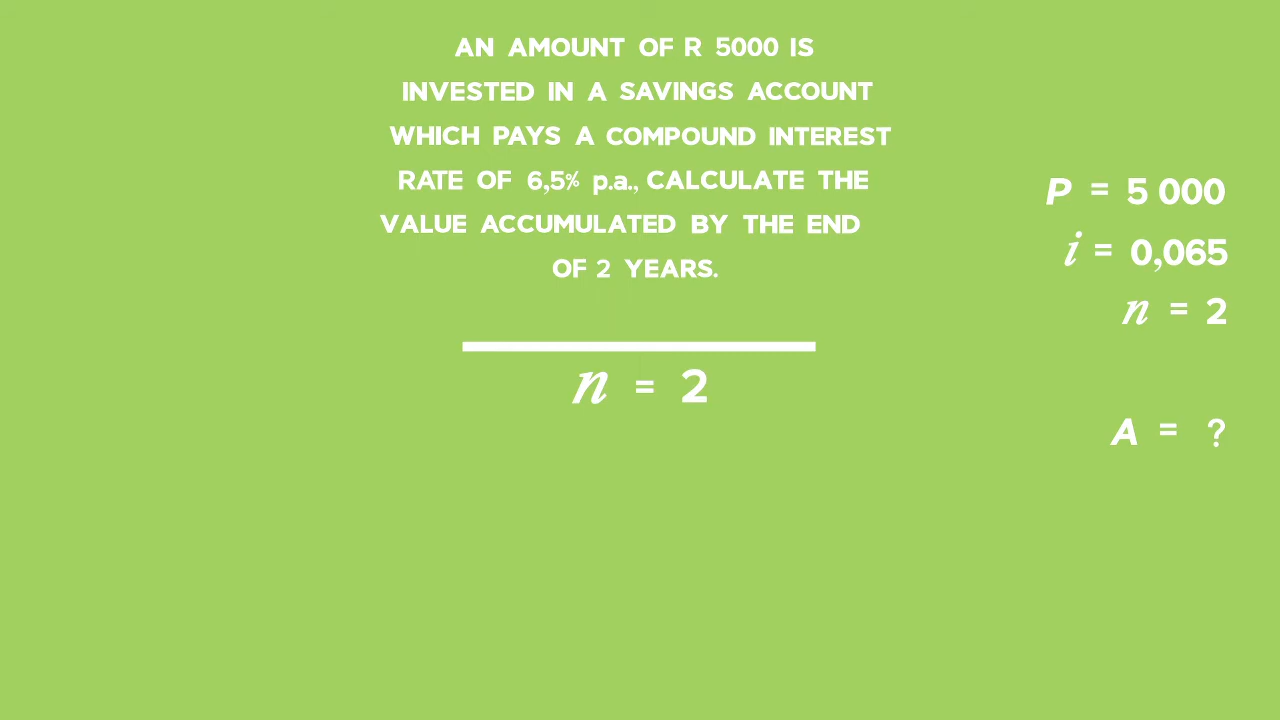 AN AMOUNT OF R 5000 IS
INVESTED IN A SAVINGS ACCOUNT
WHICH PAYS A COMPOUND INTEREST
RATE OF 6,5% p.a., CALCULATE THE
VALUE ACCUMULATED BY THE END
OF 2 YEARS.
n = 2
P = 5 000
i = 0,065
n = 2
A = ?